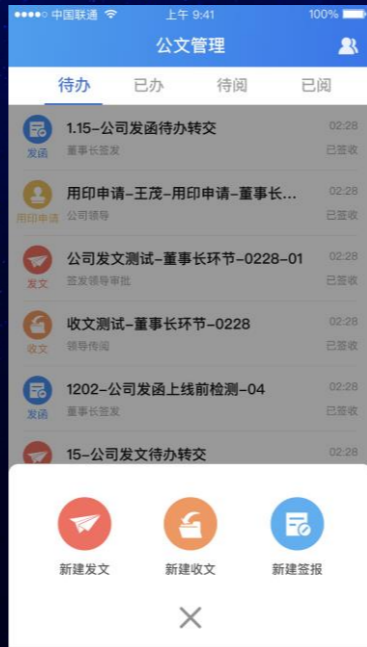 中国联通 上午 9:41 100%
公文管理
待办 已办 待阅 已阅
1.15-公司发函待办转交 02:28
发函 董事长签发 已签收
用印申请-王茂-用印申请-董事长... 02:28
用印申请 公司领导 已签收
公司发文测试-董事长环节-0228-01 02:28
发文 签发领导审批 已签收
收文测试-董事长环节-0228 02:28
收文 领导传阅 已签收
1202-公司发函上线前检测-04 02:28
发函 董事长签发 已签收
15-公司发文待办转交 02:28
新建发文 新建收文 新建签报